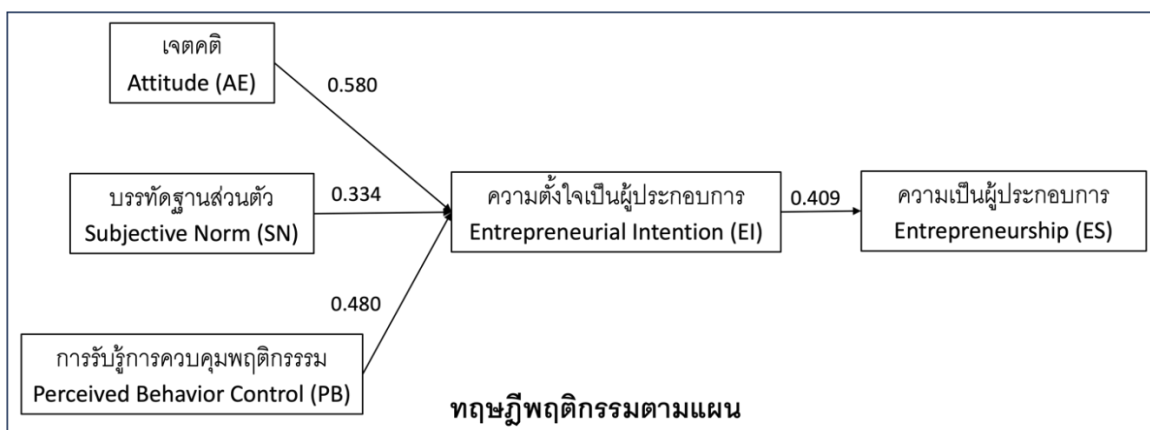 เจตคติ
Attitude (AE)
0.580
บรรทัดฐานส่วนตัว
Subjective Norm (SN)
0.334
ความตั้งใจเป็นผู้ประกอบการ
Entrepreneurial Intention (EI)
0.409
ความเป็นผู้ประกอบการ
Entrepreneurship (ES)
0.480
การรับรู้การควบคุมพฤติกรรรม
Perceived Behavior Control (PB)
ทฤษฎีพฤติกรรมตามแผน